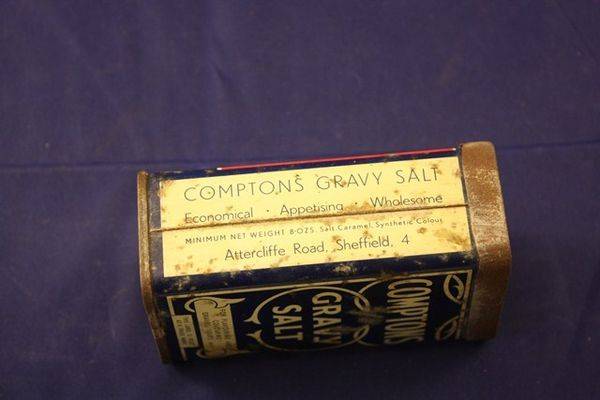 COMPTONS GRAVY SALT
Economical · Appetising · Wholesome
MINIMUM NET WEIGHT 8·OZS. Salt, Caramel, Synthetic Colour
Attercliffe Road, Sheffield, 4
COMPTONS
GRAVY
SALT